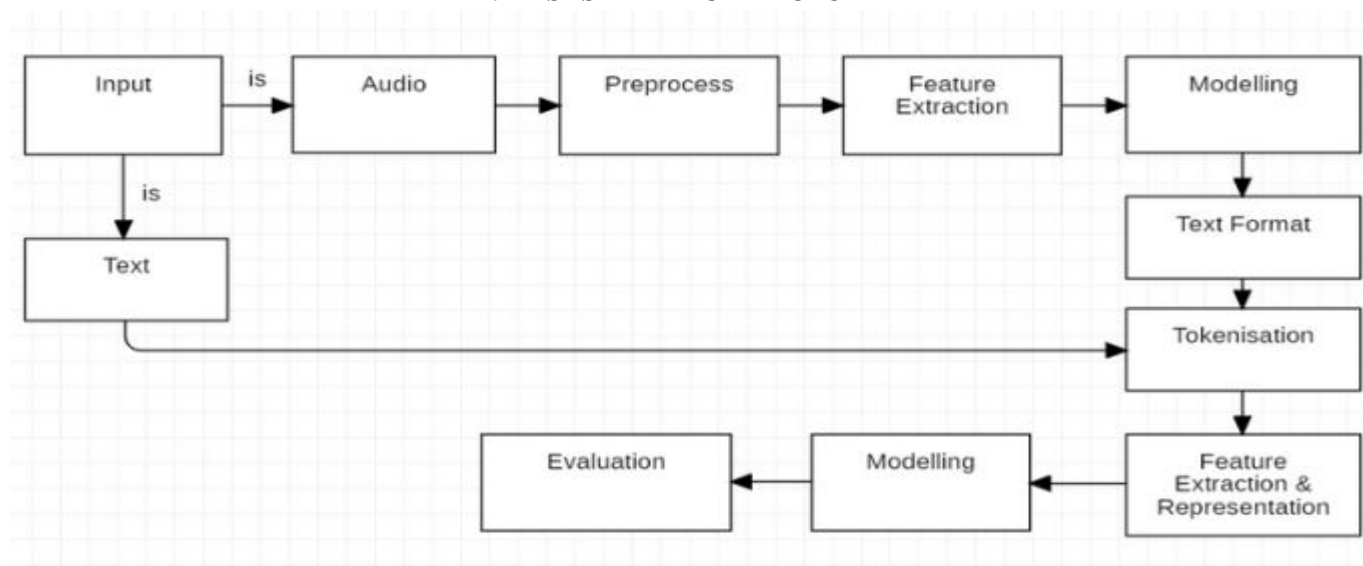 Input
is
Audio
Preprocess
Feature
Extraction
Modelling
is
Text Format
Text
Tokenisation
Evaluation
Modelling
Feature
Extraction &
Representation